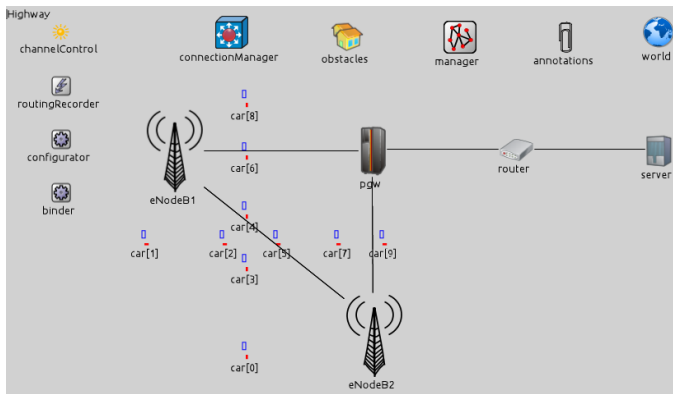 Highway
channelControl
connectionManager
obstacles
manager
annotations
world
routingRecorder
car[8]
configurator
car[6]
pgw
router
server
eNodeB1
binder
car[4]
car[1]
car[2]
car[5]
car[7]
car[9]
car[3]
car[0]
eNodeB2